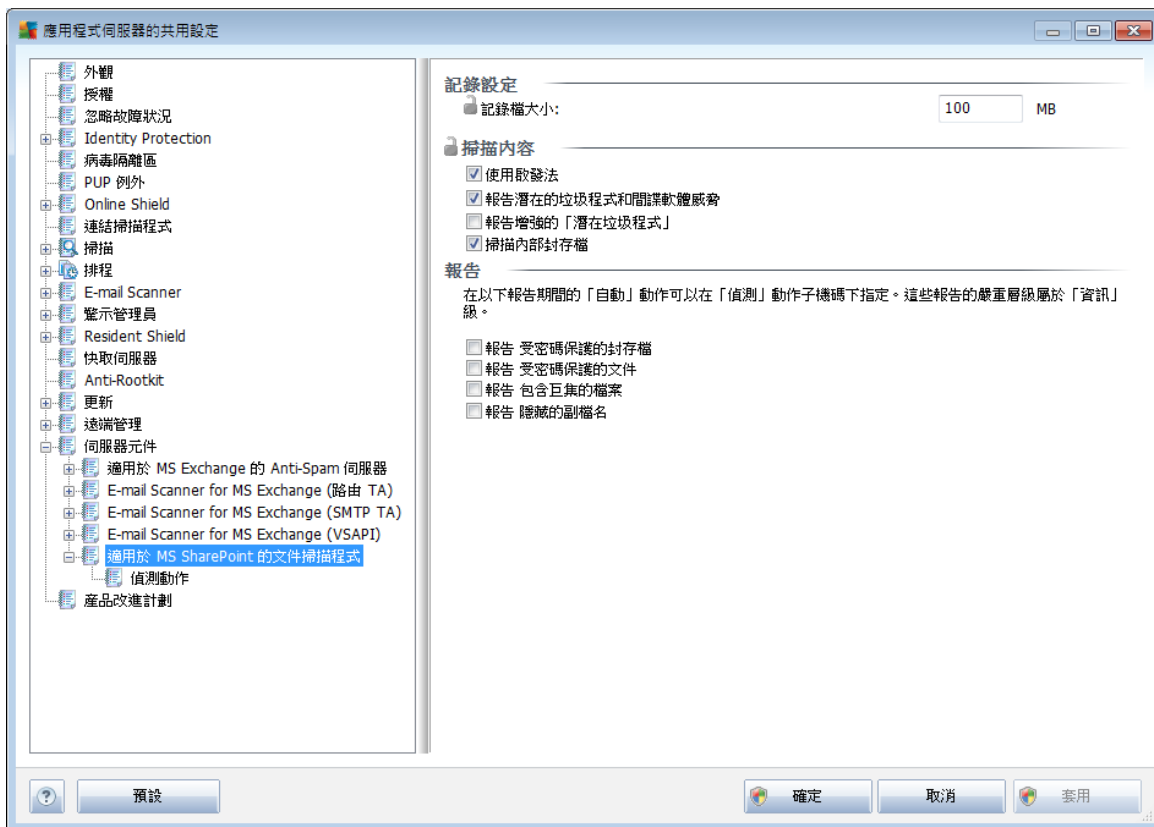 應用程式伺服器的共用設定
外觀
授權
忽略故障狀況
Identity Protection
病毒隔離區
PUP 例外
Online Shield
連結掃描程式
掃描
排程
E-mail Scanner
警示管理員
Resident Shield
快取伺服器
Anti-Rootkit
更新
遠端管理
伺服器元件
適用於 MS Exchange 的 Anti-Spam 伺服器
E-mail Scanner for MS Exchange (路由 TA)
E-mail Scanner for MS Exchange (SMTP TA)
E-mail Scanner for MS Exchange (VSAPI)
適用於 MS SharePoint 的文件掃描程式
偵測動作
產品改進計劃
記錄設定
記錄檔大小: 100 MB
掃描內容
使用啟發法
報告潛在的垃圾程式和間諜軟體威脅
報告增強的「潛在垃圾程式」
掃描內部封存檔
報告
在以下報告期間的「自動」動作可以在「偵測」動作子機碼下指定。這些報告的嚴重層級屬於「資訊」
級。
報告 受密碼保護的封存檔
報告 受密碼保護的文件
報告 包含巨集的檔案
報告 隱藏的副檔名
? 預設 確定 取消 套用